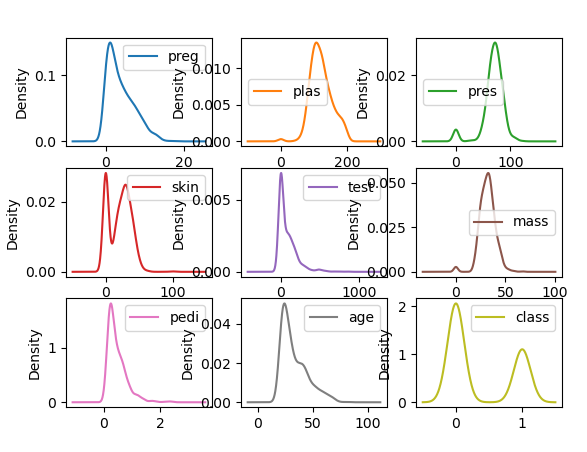 preg
Density
0.1
0.0
0
20
plas
Density
0.010
0.005
0.000
0
200
pres
Density
0.02
0.00
0
100
skin
Density
0.02
0.00
0
100
test
Density
0.005
0.000
0
1000
mass
Density
0.050
0.025
0.000
0
50
100
pedi
Density
1
0
0
2
age
Density
0.04
0.02
0.00
0
50
100
class
Density
2
1
0
0
1